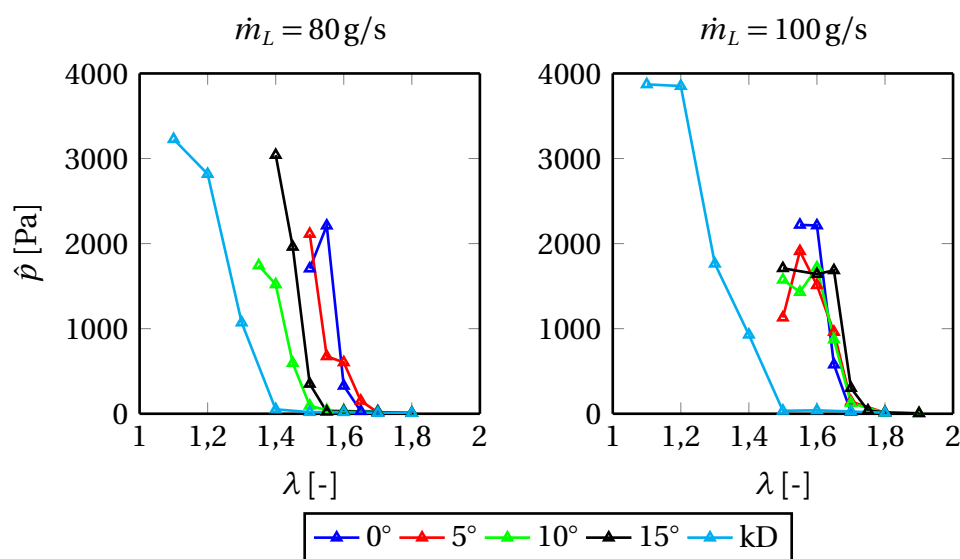 ṁ_L = 80 g/s
ṁ_L = 100 g/s
p̂ [Pa]
4000
3000
2000
1000
0
1 1,2 1,4 1,6 1,8 2
λ [-]
4000
3000
2000
1000
0
1 1,2 1,4 1,6 1,8 2
λ [-]
0° 5° 10° 15° kD